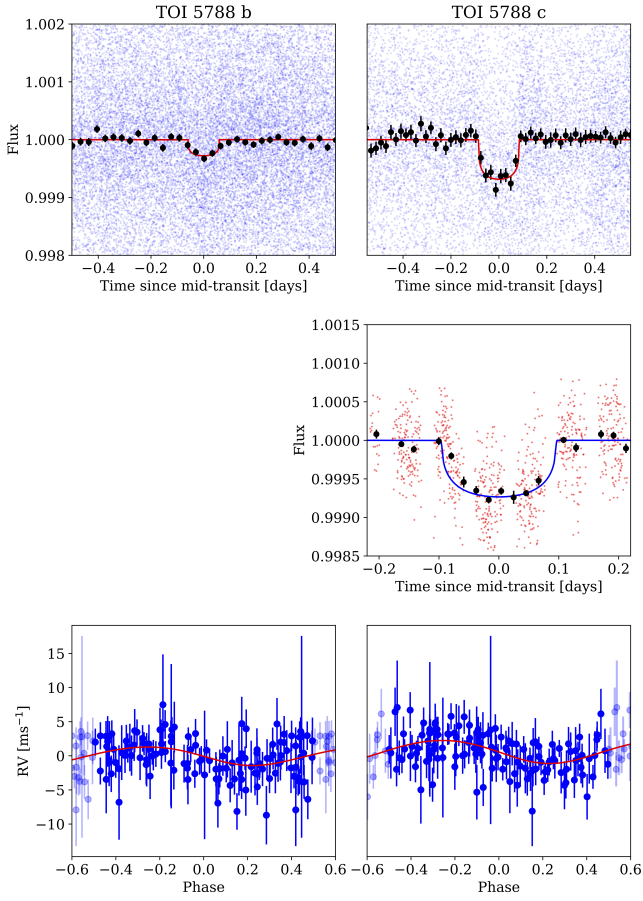 TOI 5788 b
TOI 5788 c
1.002
1.001
1.000
0.999
0.998
Flux
−0.4 −0.2 0.0 0.2 0.4
−0.4 −0.2 0.0 0.2 0.4
Time since mid-transit [days]
Time since mid-transit [days]
1.0015
1.0010
1.0005
1.0000
0.9995
0.9990
0.9985
Flux
−0.2 −0.1 0.0 0.1 0.2
Time since mid-transit [days]
15
10
5
0
−5
−10
RV [ms⁻¹]
−0.6 −0.4 −0.2 0.0 0.2 0.4 0.6
−0.6 −0.4 −0.2 0.0 0.2 0.4 0.6
Phase
Phase